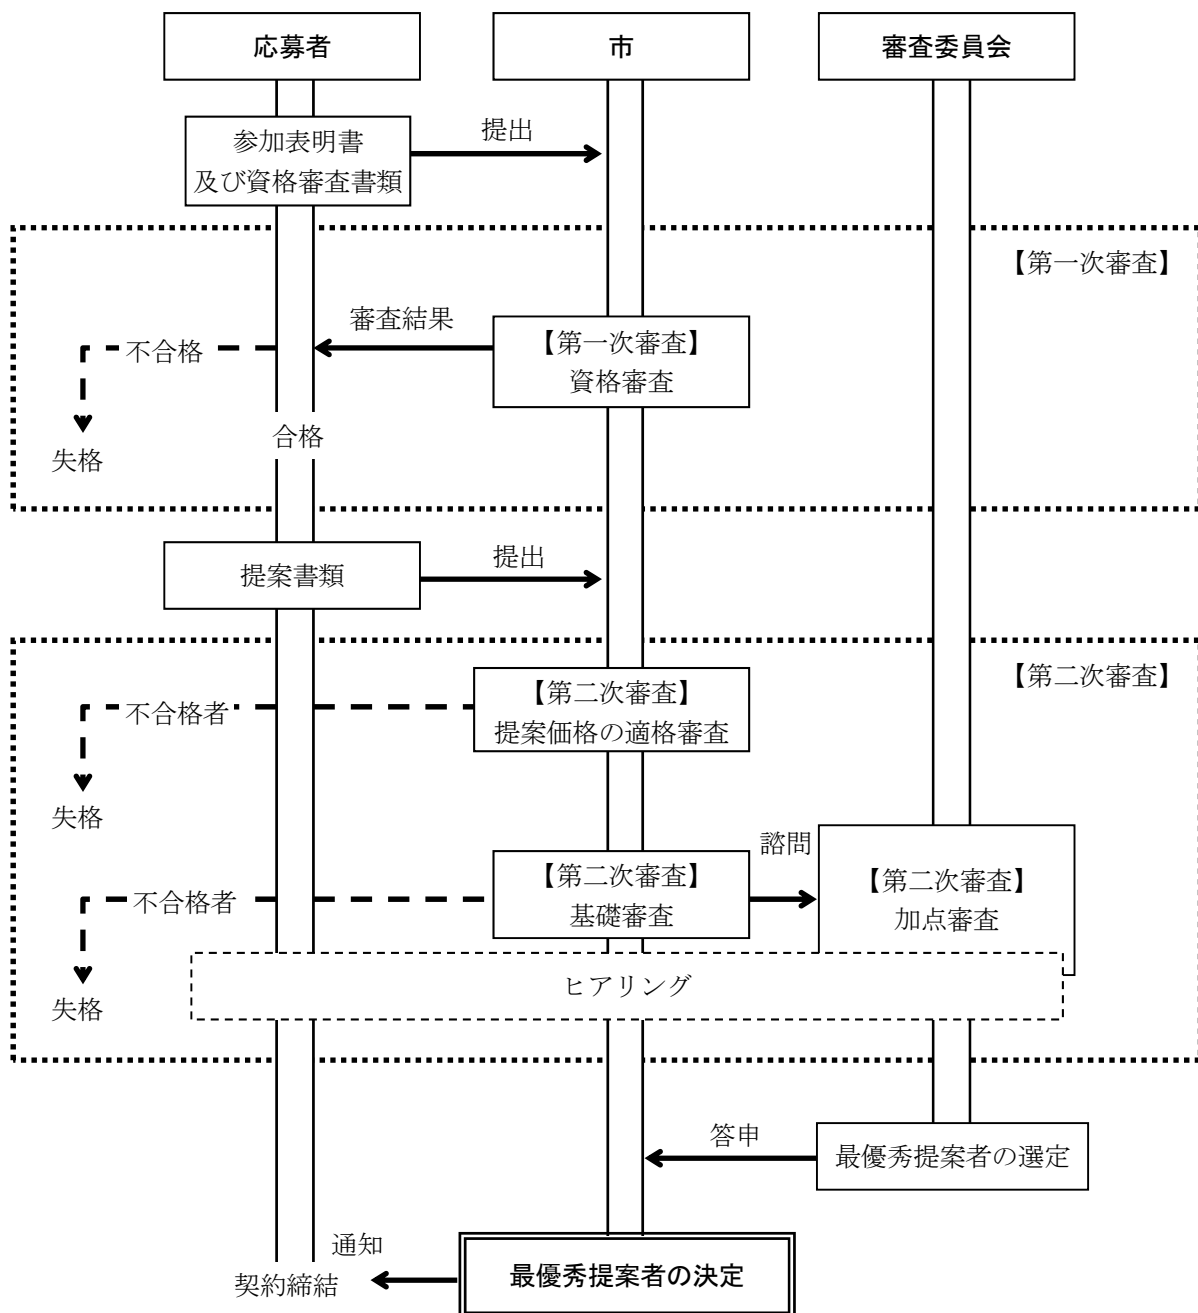 応募者
市
審査委員会
参加表明書
及び資格審査書類
提出
【第一次審査】
審査結果
【第一次審査】
資格審査
不合格
合格
失格
提案書類
提出
【第二次審査】
【第二次審査】
提案価格の適格審査
不合格者
失格
諮問
【第二次審査】
基礎審査
【第二次審査】
加点審査
不合格者
ヒアリング
失格
答申
最優秀提案者の選定
通知
最優秀提案者の決定
契約締結